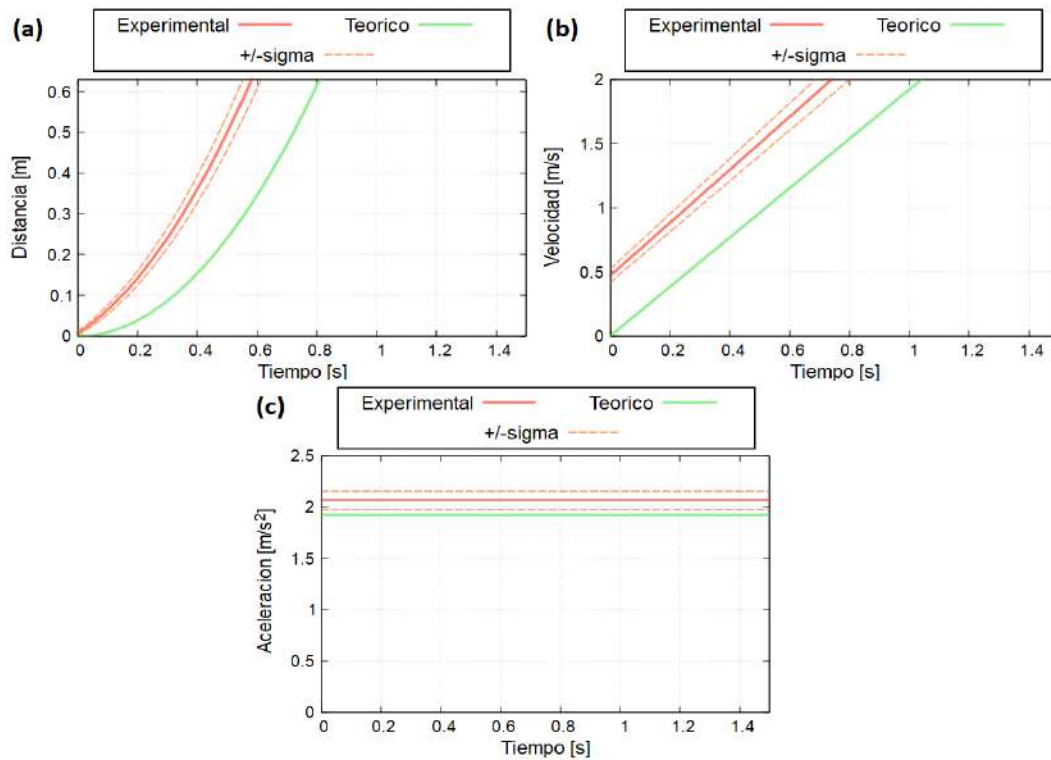 (a)
Experimental
Teorico
+/-sigma
Distancia [m]
0.6
0.5
0.4
0.3
0.2
0.1
0
0 0.2 0.4 0.6 0.8 1 1.2 1.4
Tiempo [s]
(b)
Experimental
Teorico
+/-sigma
Velocidad [m/s]
2
1.5
1
0.5
0
0 0.2 0.4 0.6 0.8 1 1.2 1.4
Tiempo [s]
(c)
Experimental
Teorico
+/-sigma
Aceleracion [m/s²]
2.5
2
1.5
1
0.5
0
0 0.2 0.4 0.6 0.8 1 1.2 1.4
Tiempo [s]